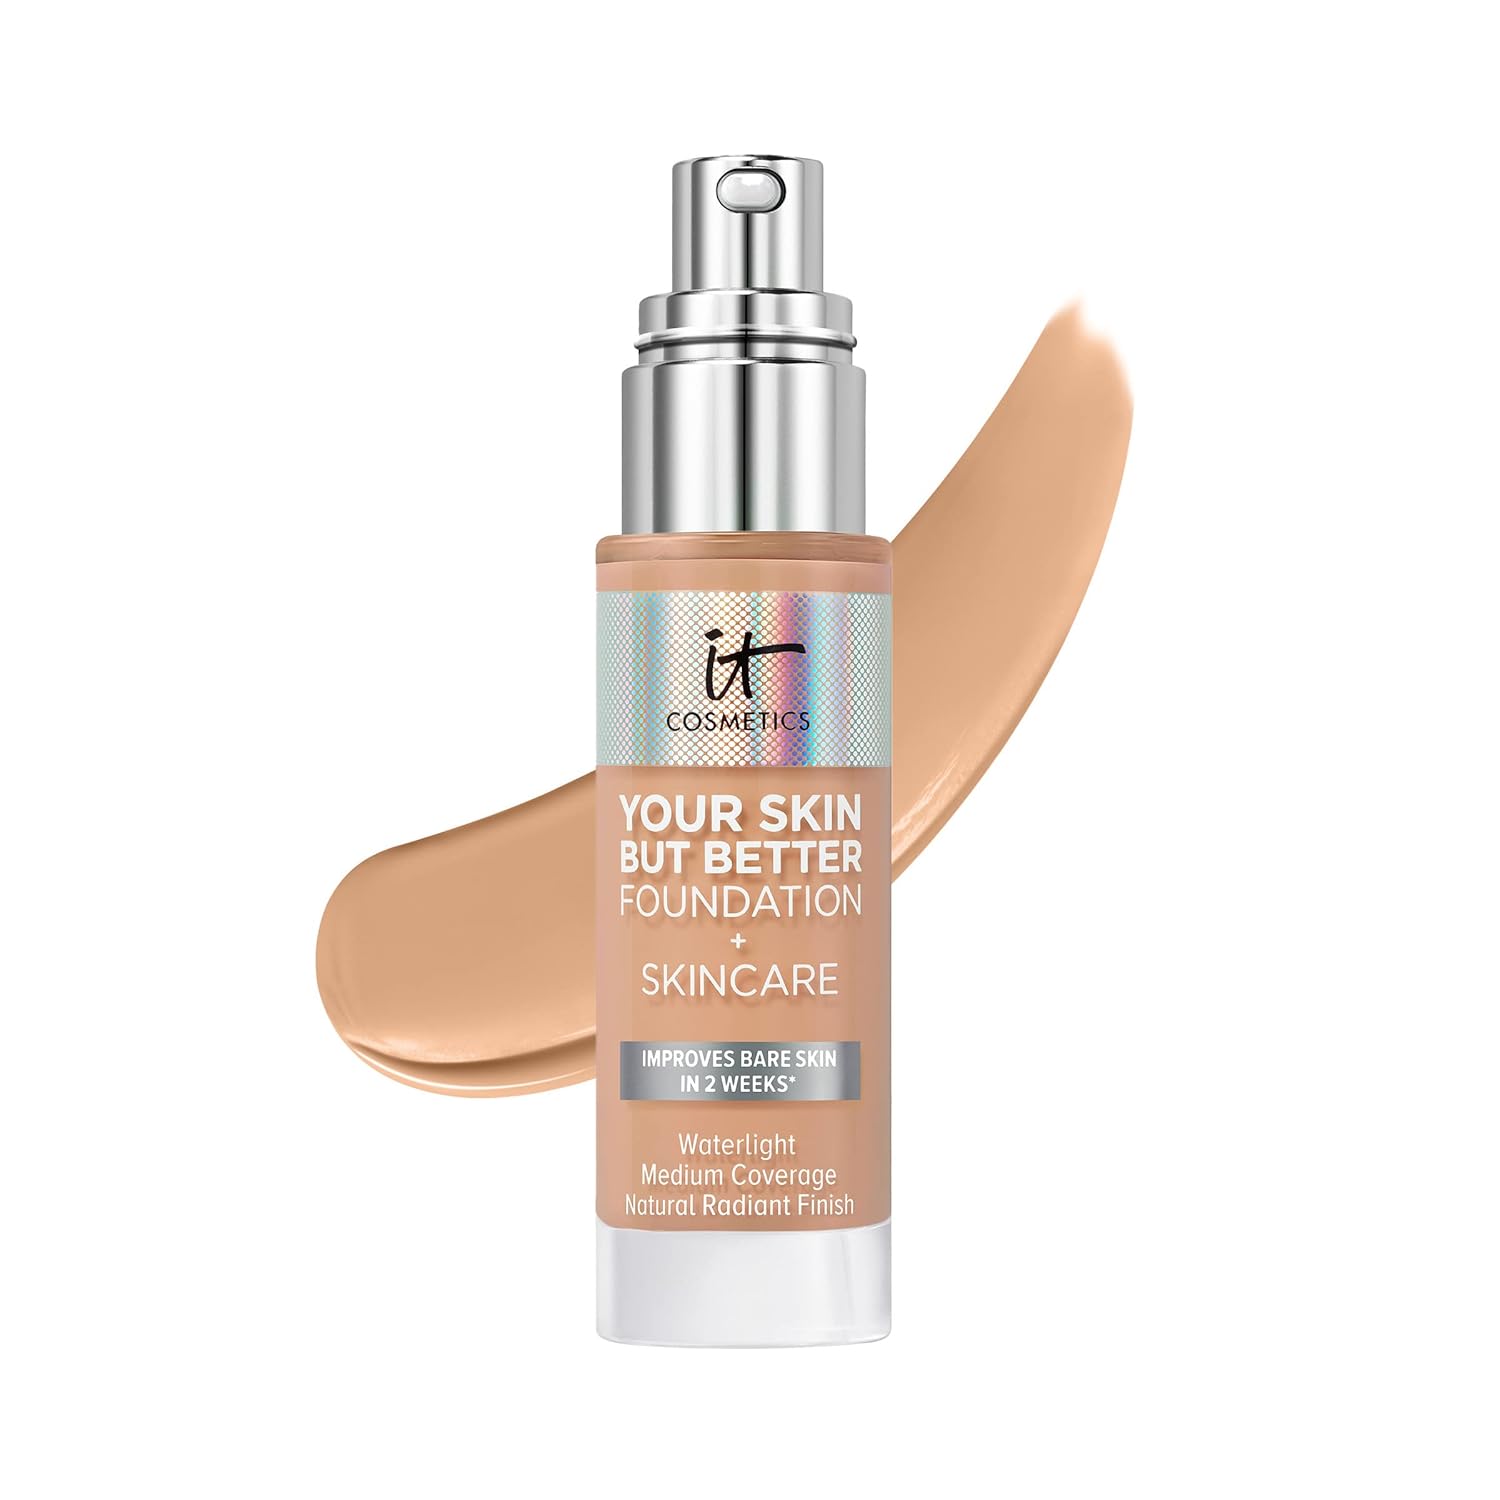 it
COSMETICS
YOUR SKIN
BUT BETTER
FOUNDATION
+
SKINCARE
IMPROVES BARE SKIN
IN 2 WEEKS*
Waterlight
Medium Coverage
Natural Radiant Finish